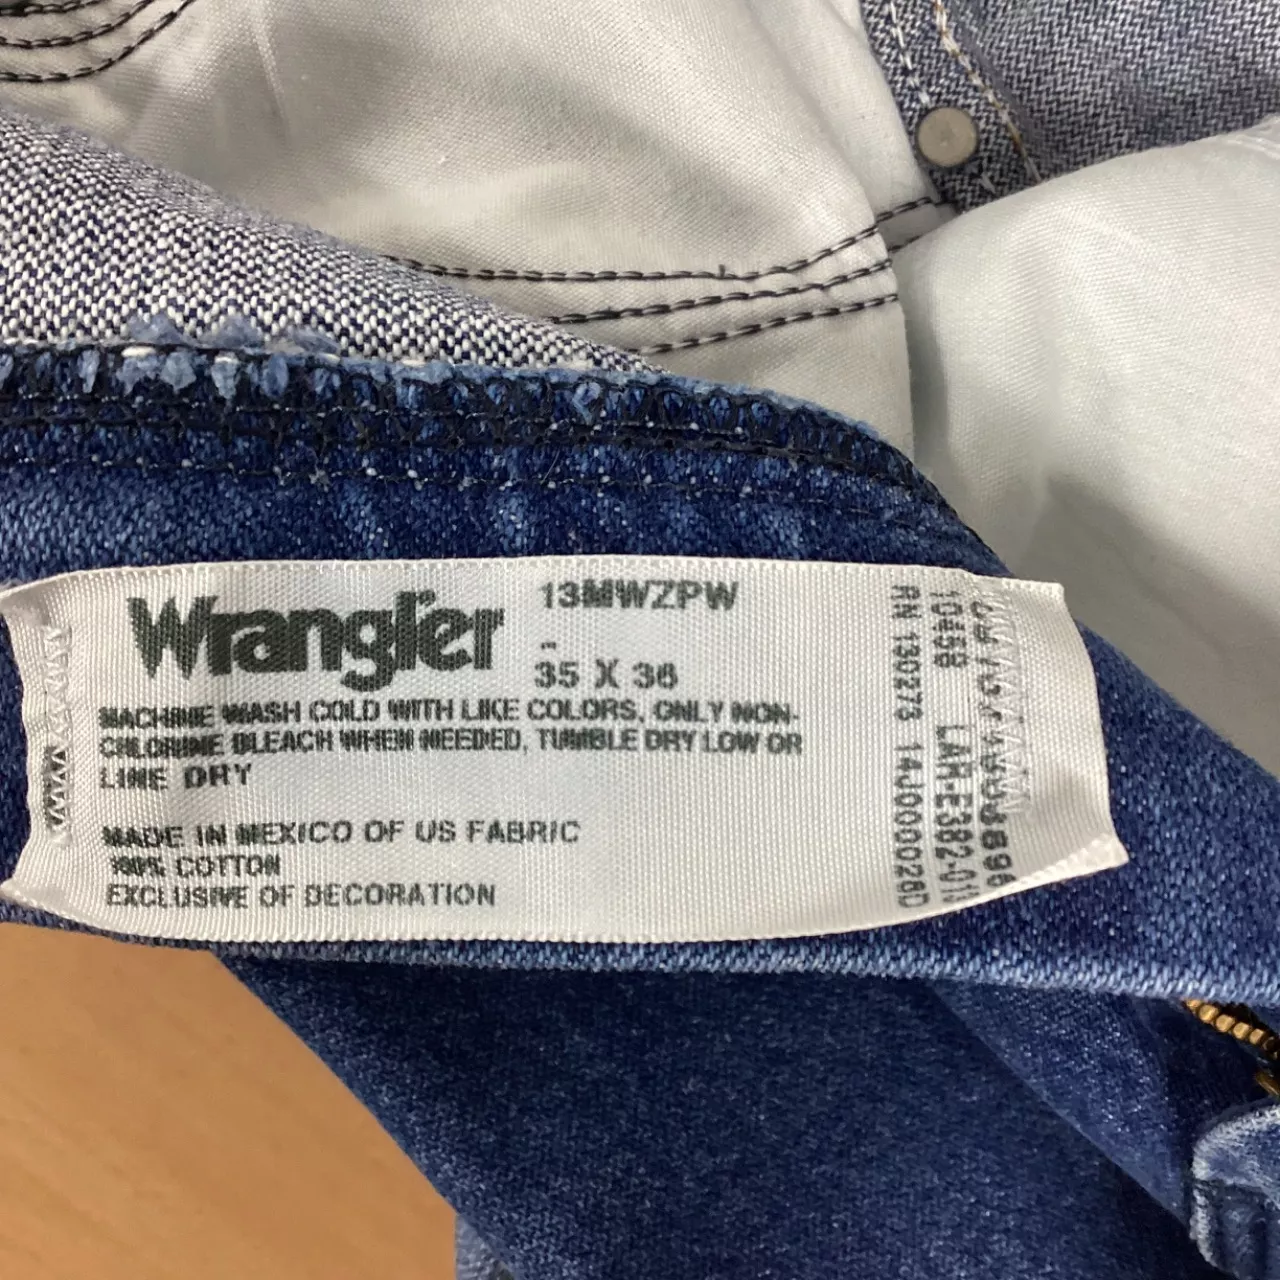 Wrangler
13MWZPW
-
35 X 36
MACHINE WASH COLD WITH LIKE COLORS, ONLY NON-
CHLORINE BLEACH WHEN NEEDED, TUMBLE DRY LOW OR
LINE DRY
MADE IN MEXICO OF US FABRIC
100% COTTON
EXCLUSIVE OF DECORATION
RN 130273 14J000026D
10458 LAR-E382-01